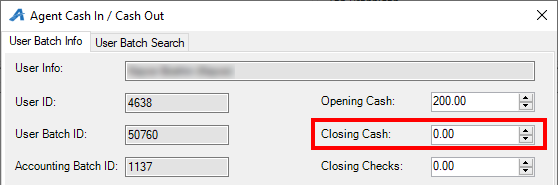 Agent Cash In / Cash Out
User Batch Info User Batch Search
User Info:
User ID: 4638 Opening Cash: 200.00
User Batch ID: 50760 Closing Cash: 0.00
Accounting Batch ID: 1137 Closing Checks: 0.00